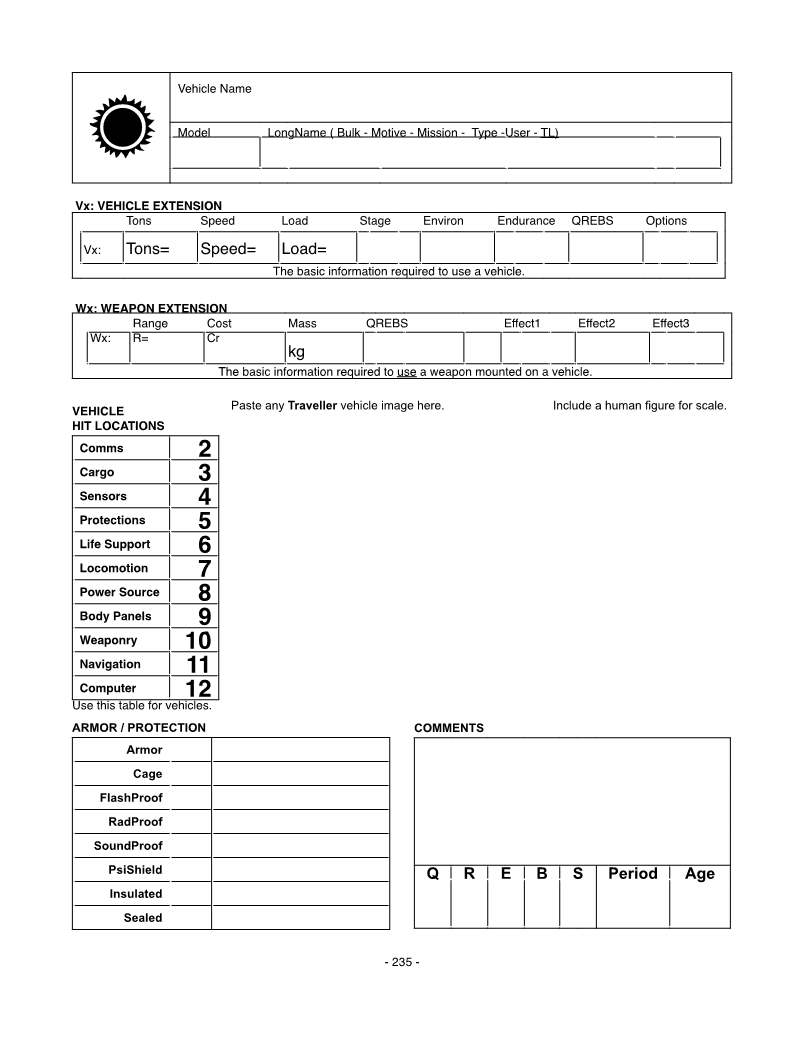 Vehicle Name
Model LongName ( Bulk - Motive - Mission - Type -User - TL)
Vx: VEHICLE EXTENSION
Tons Speed Load Stage Environ Endurance QREBS Options
Vx: Tons= Speed= Load=
The basic information required to use a vehicle.
Wx: WEAPON EXTENSION
Range Cost Mass QREBS Effect1 Effect2 Effect3
Wx: R= Cr
kg
The basic information required to use a weapon mounted on a vehicle.
Paste any Traveller vehicle image here. Include a human figure for scale.
VEHICLE
HIT LOCATIONS
Comms 2
Cargo 3
Sensors 4
Protections 5
Life Support 6
Locomotion 7
Power Source 8
Body Panels 9
Weaponry 10
Navigation 11
Computer 12
Use this table for vehicles.
ARMOR / PROTECTION
Armor
Cage
FlashProof
RadProof
SoundProof
PsiShield
Insulated
Sealed
COMMENTS
Q R E B S Period Age
- 235 -